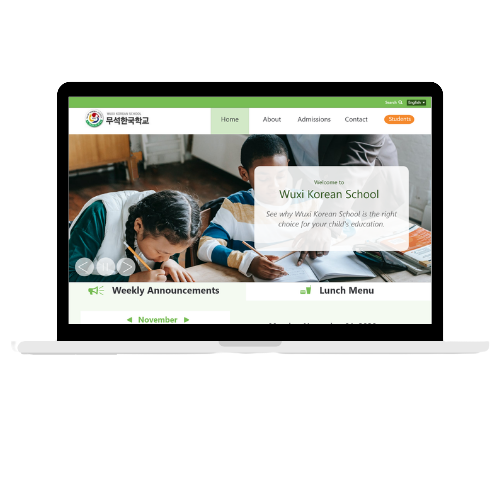 Search
English
WUXI KOREAN SCHOOL
무석한국학교
Home
About
Admissions
Contact
Students
Welcome to
Wuxi Korean School
See why Wuxi Korean School is the right
choice for your child's education.
Weekly Announcements
Lunch Menu
November